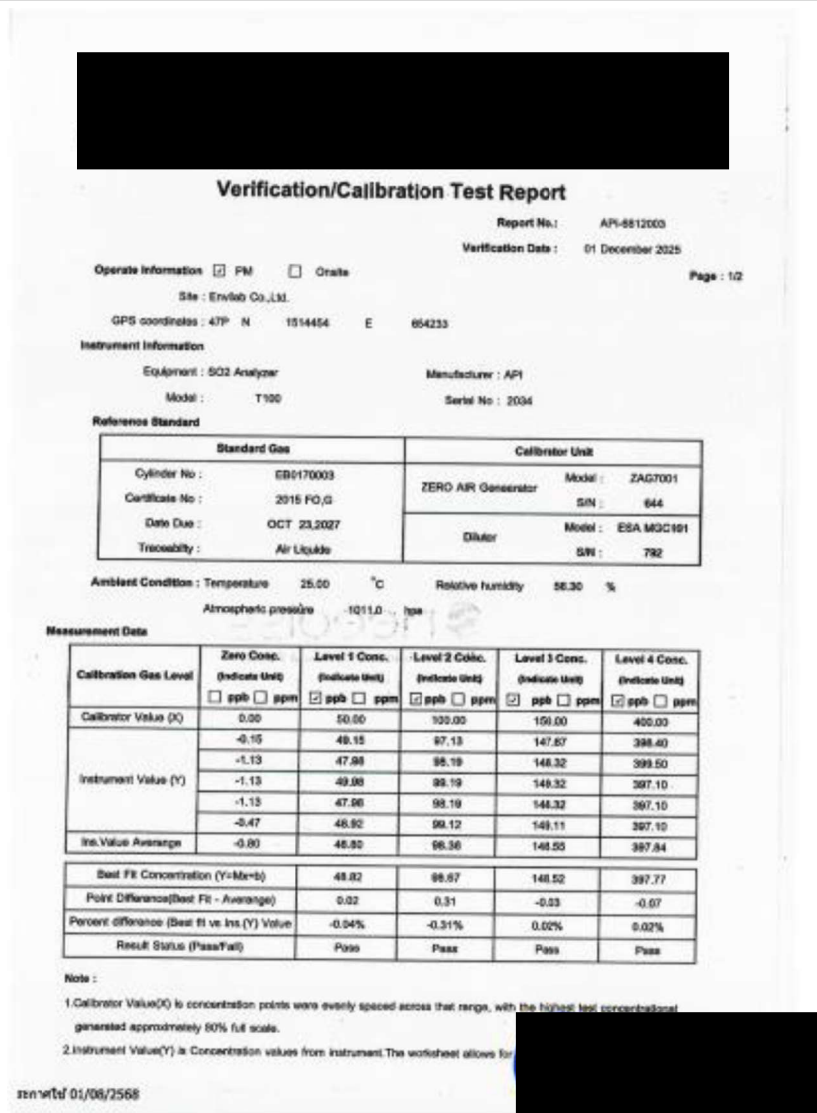 Verification/Calibration Test Report
Report No.: API-6812003
Verification Date : 01 December 2025
Operate Information ☑ PM ☐ Onsite
Page : 1/2
Site : Envilab Co.,Ltd.
GPS coordinates : 47P N 1514454 E 654233
Instrument Information
Equipment : SO2 Analyzer Manufacturer : API
Model : T100 Serial No : 2034
Reference Standard
Standard Gas Calibrator Unit
Cylinder No : EB0170003
ZERO AIR Geneerator Model : ZAG7001
Certificate No : 2015 FO,G
S/N : 644
Date Due : OCT 23,2027
Dilutor Model : ESA MGC101
Traceability : Air Liquide
S/N : 792
Ambient Condition : Temperature 25.00 °C Relative humidity 56.30 %
Atmospheric pressure 1011.0 hpa
Measurement Data
Calibration Gas Level Zero Conc. Level 1 Conc. Level 2 Conc. Level 3 Conc. Level 4 Conc.
(Indicate Unit) (Indicate Unit) (Indicate Unit) (Indicate Unit) (Indicate Unit)
☐ ppb ☐ ppm ☑ ppb ☐ ppm ☑ ppb ☐ ppm ☑ ppb ☐ ppm ☑ ppb ☐ ppm
Calibrator Value (X) 0.00 50.00 100.00 150.00 400.00
Instrument Value (Y)
-0.15 49.15 97.13 147.67 398.40
-1.13 47.98 98.19 148.32 399.50
-1.13 49.98 99.19 149.32 397.10
-1.13 47.98 98.19 148.32 397.10
-0.47 48.92 99.12 149.11 397.10
Ins.Value Averange -0.80 48.80 98.36 148.55 397.84
Best Fit Concentration (Y=Mx+b) 48.82 98.67 148.52 397.77
Point Difference(Best Fit - Averange) 0.02 0.31 -0.03 -0.07
Percent difference (Best fit vs Ins.(Y) Value -0.04% -0.31% 0.02% 0.02%
Result Status (Pass/Fail) Pass Pass Pass Pass
Note :
1.Calibrator Value(X) is concentration points were evenly spaced across that range, with the highest test concentrational
generated approximately 80% full scale.
2.Instrument Value(Y) is Concentration values from instrument.The worksheet allows for
01/08/2568